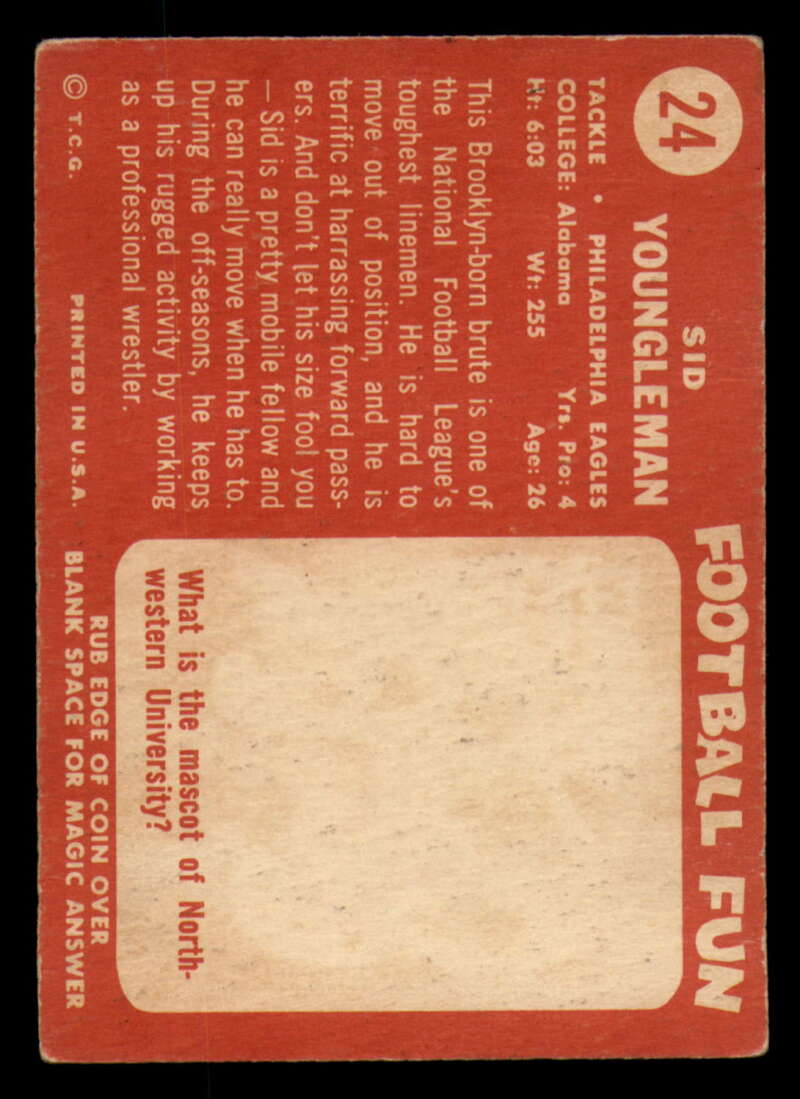 24
SID
YOUNGLEMAN
TACKLE • PHILADELPHIA EAGLES
COLLEGE: Alabama Yrs. Pro: 4
Ht: 6:03 Wt: 255 Age: 26
This Brooklyn-born brute is one of
the National Football League's
toughest linemen. He is hard to
move out of position, and he is
terrific at harrassing forward pass-
ers. And don't let his size fool you
— Sid is a pretty mobile fellow and
he can really move when he has to.
During the off-seasons, he keeps
up his rugged activity by working
as a professional wrestler.
© T.C.G. PRINTED IN U.S.A.
FOOTBALL FUN
What is the mascot of North-
western University?
RUB EDGE OF COIN OVER
BLANK SPACE FOR MAGIC ANSWER